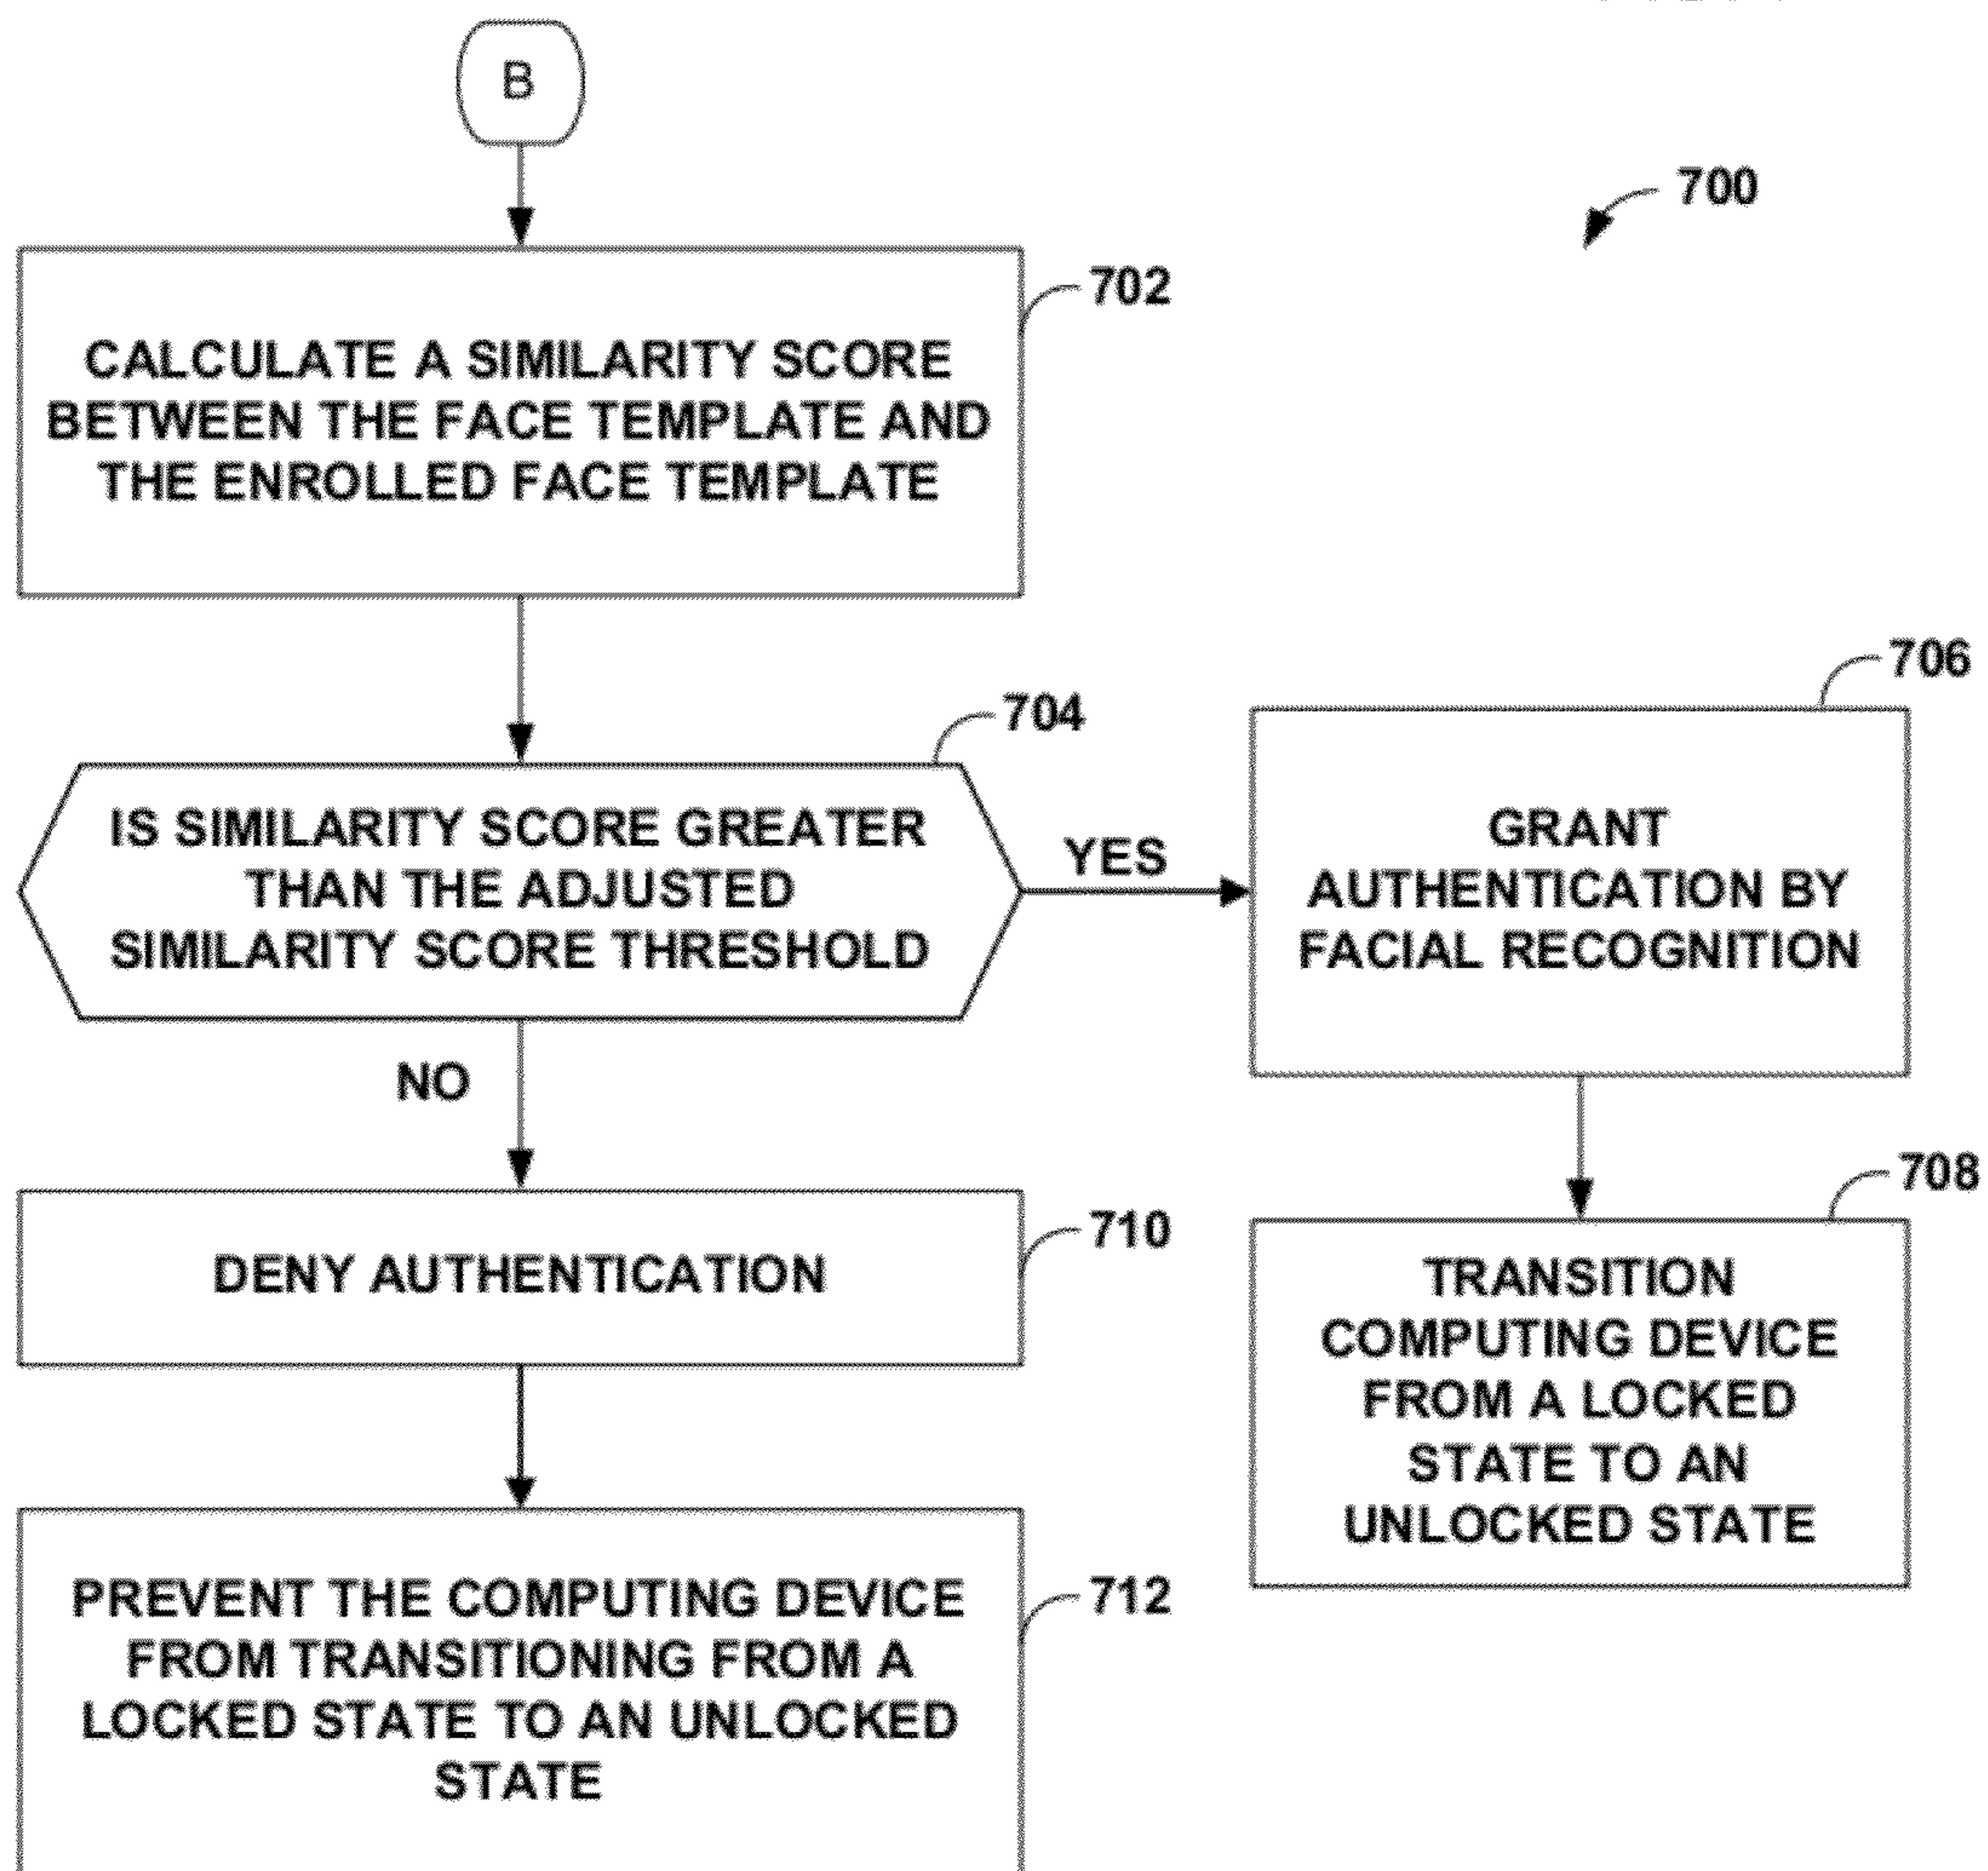 B
700
702
CALCULATE A SIMILARITY SCORE
BETWEEN THE FACE TEMPLATE AND
THE ENROLLED FACE TEMPLATE
704
IS SIMILARITY SCORE GREATER
THAN THE ADJUSTED
SIMILARITY SCORE THRESHOLD
YES
706
GRANT
AUTHENTICATION BY
FACIAL RECOGNITION
NO
708
TRANSITION
COMPUTING DEVICE
FROM A LOCKED
STATE TO AN
UNLOCKED STATE
710
DENY AUTHENTICATION
712
PREVENT THE COMPUTING DEVICE
FROM TRANSITIONING FROM A
LOCKED STATE TO AN UNLOCKED
STATE